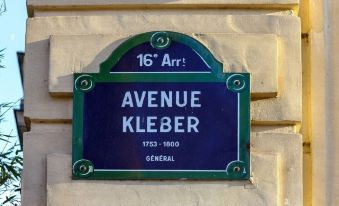 16e Arrt
AVENUE
KLEBER
1753-1800
GÉNÉRAL